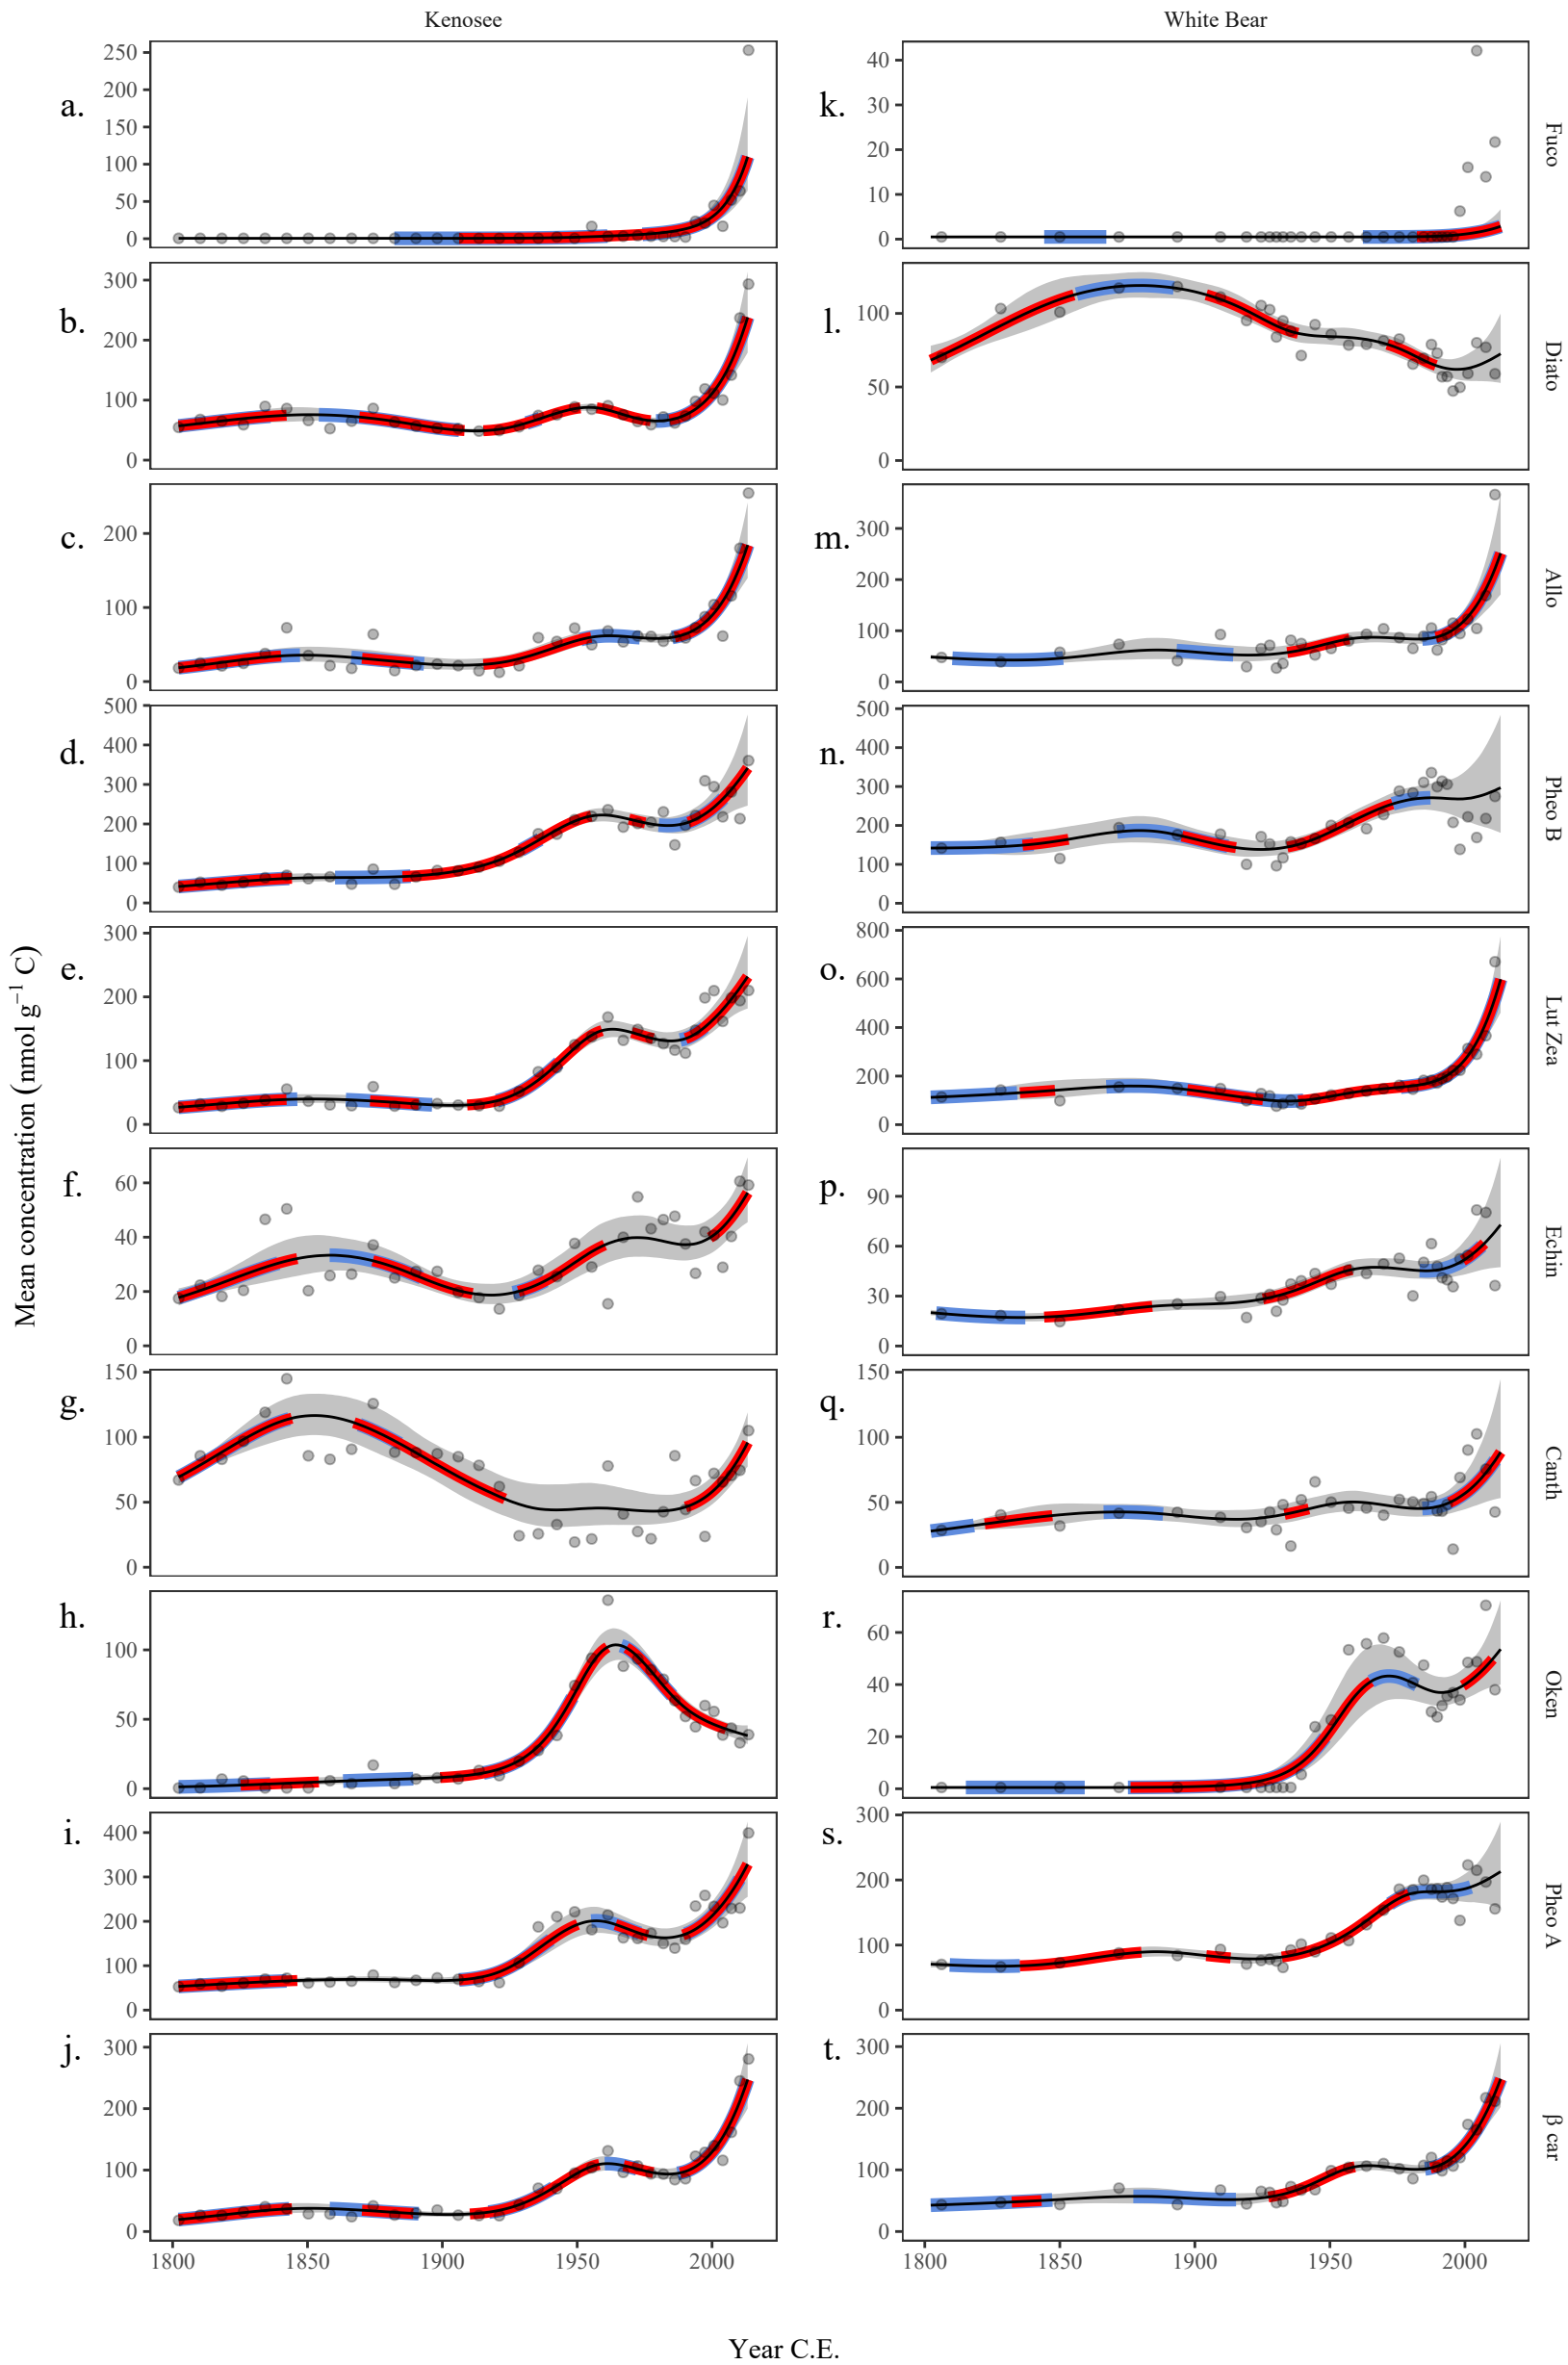 Kenosee White Bear
a. 250 200 150 100 50 0
k. 40 30 20 10 0 Fuco
b. 300 200 100 0
l. 100 50 0 Diato
c. 200 100 0
m. 300 200 100 0 Allo
d. 500 400 300 200 100 0
n. 500 400 300 200 100 0 Pheo B
e. 300 200 100 0
o. 800 600 400 200 0 Lut Zea
f. 60 40 20 0
p. 90 60 30 0 Echin
g. 150 100 50 0
q. 150 100 50 0 Canth
h. 100 50 0
r. 60 40 20 0 Oken
i. 400 300 200 100 0
s. 300 200 100 0 Pheo A
j. 300 200 100 0
t. 300 200 100 0 β car
1800 1850 1900 1950 2000 1800 1850 1900 1950 2000
Mean concentration (nmol g⁻¹ C)
Year C.E.